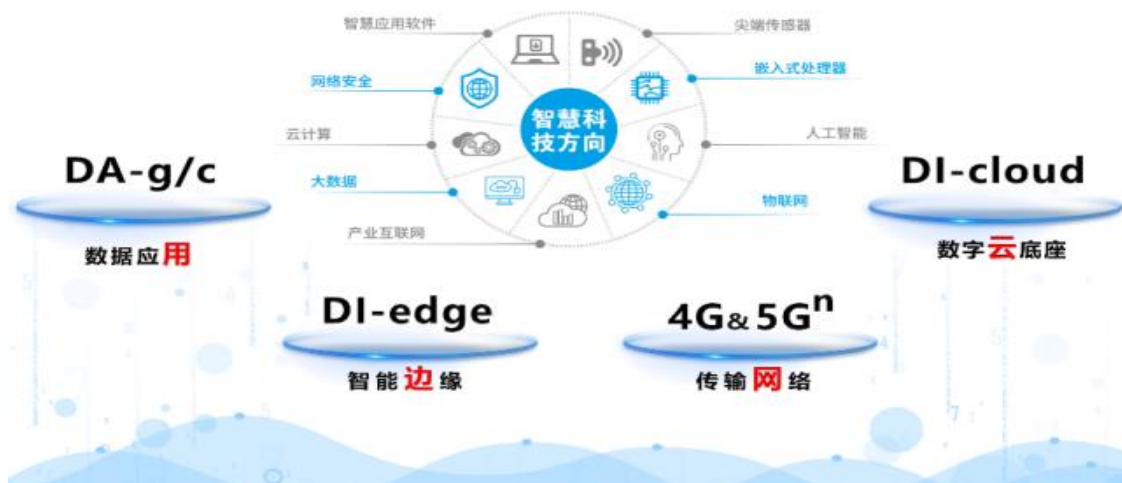 智慧应用软件
尖端传感器
网络安全
嵌入式处理器
智慧科
技方向
云计算
人工智能
大数据
物联网
产业互联网
DA-g/c
数据应用
DI-cloud
数字云底座
DI-edge
智能边缘
4G&5Gⁿ
传输网络